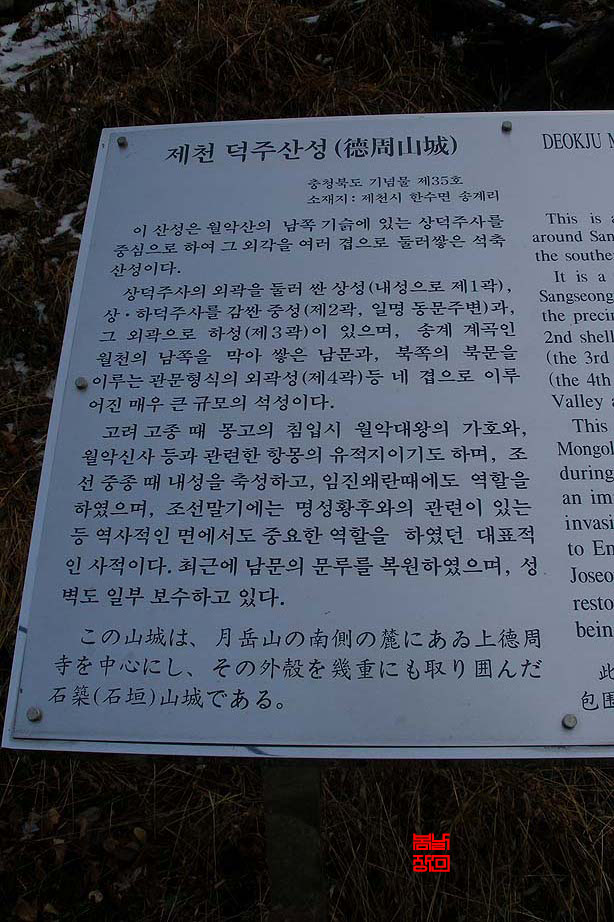 제천 덕주산성(德周山城)
충청북도 기념물 제35호
소재지: 제천시 한수면 송계리
이 산성은 월악산의 남쪽 기슭에 있는 상덕주사를
중심으로 하여 그 외곽을 여러 겹으로 둘러쌓은 석축
산성이다.
상덕주사의 외곽을 둘러 싼 상성(내성으로 제1곽),
상·하덕주사를 감싼 중성(제2곽, 일명 동문주변)과,
그 외곽으로 하성(제3곽)이 있으며, 송계 계곡인
월천의 남쪽을 막아 쌓은 남문과, 북쪽의 북문을
이루는 관문형식의 외곽성(제4곽)등 네 겹으로 이루
어진 매우 큰 규모의 석성이다.
고려 고종 때 몽고의 침입시 월악대왕의 가호와,
월악신사 등과 관련한 항몽의 유적지이기도 하며, 조
선 중종 때 내성을 축성하고, 임진왜란때에도 역할을
하였으며, 조선말기에는 명성황후와의 관련이 있는
등 역사적인 면에서도 중요한 역할을 하였던 대표적
인 사적이다. 최근에 남문의 문루를 복원하였으며, 성
벽도 일부 보수하고 있다.
この山城は、月岳山の南側の麓にある上徳周
寺を中心にし、その外殻を幾重にも取り囲んだ
石築(石垣)山城である。
DEOKJU
This is a
around San
the southe
It is a
Sangseong
the precin
2nd shell
(the 3rd
(the 4th
Valley a
This
Mongol
during
an im
invasi
to En
Joseo
resto
bein
此
包围